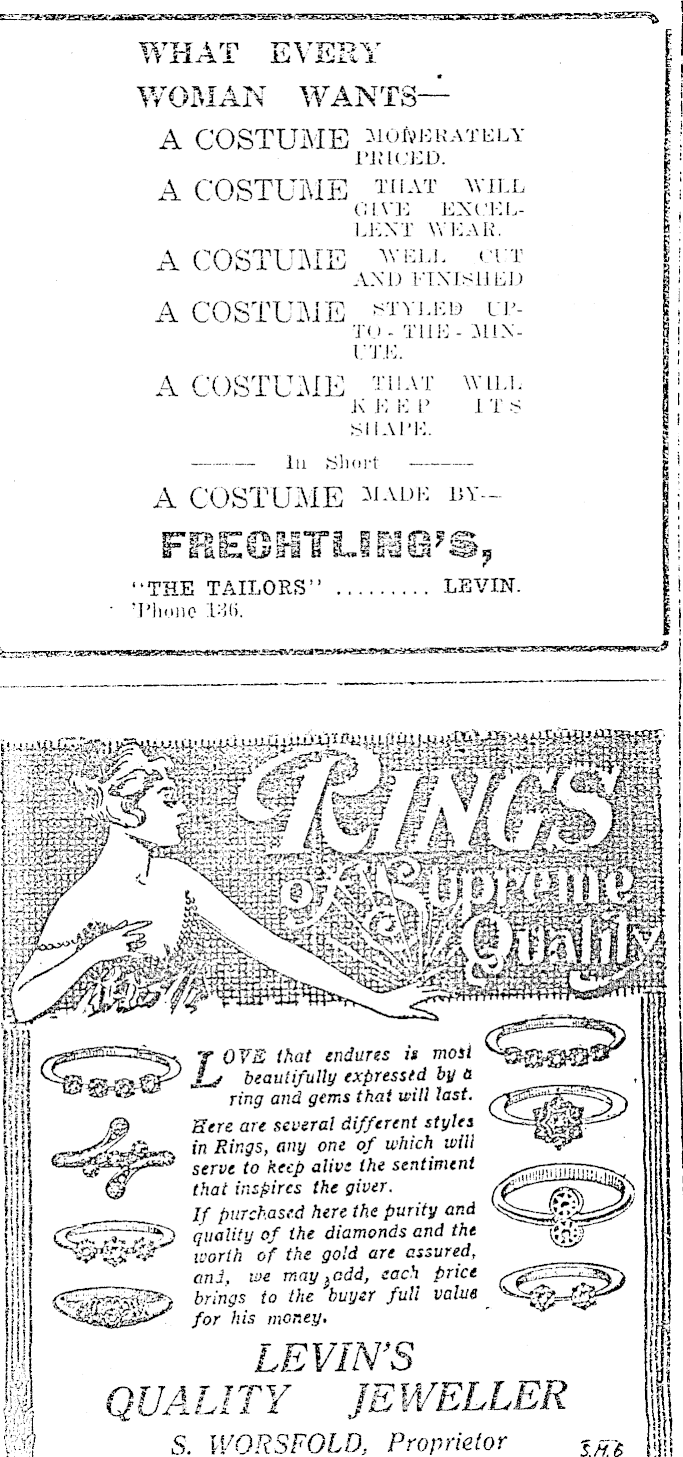 WHAT EVERY
WOMAN WANTS—
A COSTUME MODERATELY
PRICED.
A COSTUME THAT WILL
GIVE EXCEL-
LENT WEAR.
A COSTUME WELL CUT
AND FINISHED
A COSTUME STYLED UP-
TO-THE-MIN-
UTE.
A COSTUME THAT WILL
KEEP ITS
SHAPE.
—— In Short ——
A COSTUME MADE BY—
FRECHTLING'S,
"THE TAILORS" ......... LEVIN.
'Phone 136.
RINGS
of Supreme
Quality
LOVE that endures is most
beautifully expressed by a
ring and gems that will last.
Here are several different styles
in Rings, any one of which will
serve to keep alive the sentiment
that inspires the giver.
If purchased here the purity and
quality of the diamonds and the
worth of the gold are assured,
and, we may add, each price
brings to the buyer full value
for his money.
LEVIN'S
QUALITY JEWELLER
S. WORSFOLD, Proprietor
S.H.6